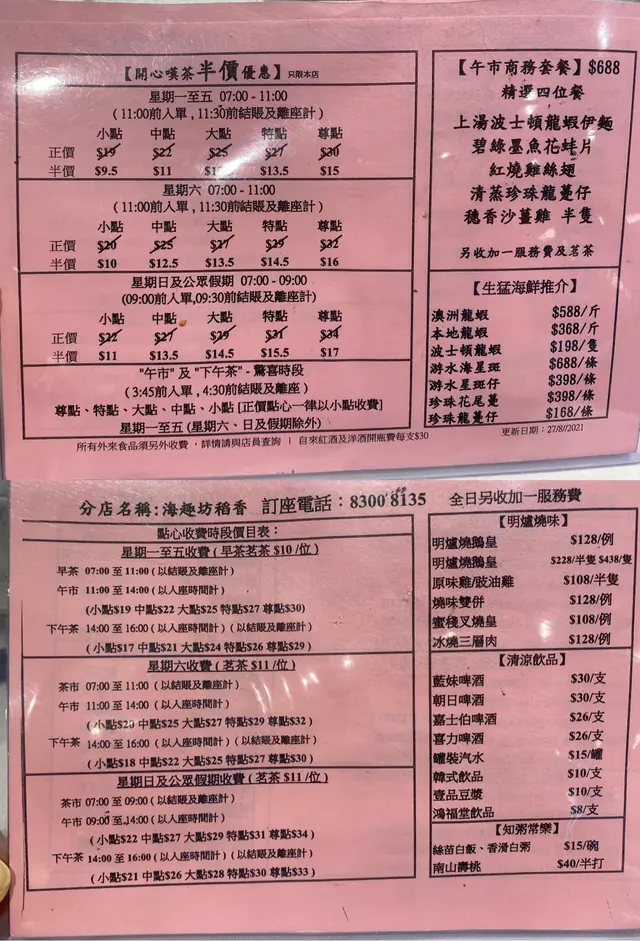 【開心嘆茶半價優惠】只限本店
星期一至五 07:00 - 11:00
(11:00前入單,11:30前結賬及離座計)
小點 中點 大點 特點 尊點
正價 $19 $22 $25 $27 $30
半價 $9.5 $11 $13.5 $15
星期六 07:00 - 11:00
(11:00前入單,11:30前結賬及離座計)
小點 中點 大點 特點 尊點
正價 $20 $25 $27 $29 $32
半價 $10 $12.5 $13.5 $14.5 $16
星期日及公眾假期 07:00 - 09:00
(09:00前入單,09:30前結賬及離座計)
小點 中點 大點 特點 尊點
正價 $22 $27 $29 $31 $34
半價 $11 $13.5 $14.5 $15.5 $17
"午市" 及 "下午茶" - 驚喜時段
(3:45前入單,4:30前結賬及離座)
尊點、特點、大點、中點、小點 [正價點心一律以小點收費]
星期一至五 (星期六、日及假期除外)
所有外來食品須另外收費,詳情請與店員查詢 | 自來紅酒及洋酒開瓶費每支$30
【午市商務套餐】$688
精選四位餐
上湯波士頓龍蝦伊麵
碧綠墨魚花蚌片
紅燒雞絲翅
清蒸珍珠龍躉仔
穗香沙薑雞 半隻
另收加一服務費及茗茶
【生猛海鮮推介】
澳洲龍蝦 $588/斤
本地龍蝦 $368/斤
波士頓龍蝦 $198/隻
游水海星斑 $688/條
游水星斑仔 $398/條
珍珠花尾躉 $398/條
珍珠龍躉仔 $168/條
更新日期:27/8//2021
分店名稱:海趣坊稻香 訂座電話:8300 8135 全日另收加一服務費
點心收費時段價目表:
星期一至五收費 (早茶茗茶 $10 /位)
早茶 07:00 至 11:00 (以結賬及離座計)
午市 11:00 至 14:00 (以入座時間計)
(小點$19 中點$22 大點$25 特點$27 尊點$30)
下午茶 14:00 至 16:00 (以入座時間計) (以結賬及離座計)
(小點$17 中點$21 大點$24 特點$26 尊點$29)
星期六收費 (茗茶 $11 /位)
茶市 07:00 至 11:00 (以結賬及離座計)
午市 11:00 至 14:00 (以入座時間計)
(小點$20 中點$25 大點$27 特點$29 尊點$32)
下午茶 14:00 至 16:00 (以入座時間計) (以結賬及離座計)
(小點$18 中點$22 大點$25 特點$27 尊點$30)
星期日及公眾假期收費 (茗茶 $11 /位)
茶市 07:00 至 09:00 (以結賬及離座計)
午市 09:00 至 14:00 (以入座時間計)
(小點$22 中點$27 大點$29 特點$31 尊點$34)
下午茶 14:00 至 16:00 (以入座時間計) (以結賬及離座計)
(小點$21 中點$26 大點$28 特點$30 尊點$33)
【明爐燒味】
明爐燒鵝皇 $128/例
明爐燒鵝皇 $228/半隻 $438/隻
原味雞/豉油雞 $108/半隻
燒味雙併 $128/例
蜜棧叉燒皇 $108/例
冰燒三層肉 $128/例
【清涼飲品】
藍妹啤酒 $30/支
朝日啤酒 $30/支
嘉士伯啤酒 $26/支
喜力啤酒 $26/支
罐裝汽水 $15/罐
韓式飲品 $10/支
壹品豆漿 $10/支
鴻福堂飲品 $8/支
【知粥常樂】
絲苗白飯、香滑白粥 $15/碗
南山壽桃 $40/半打